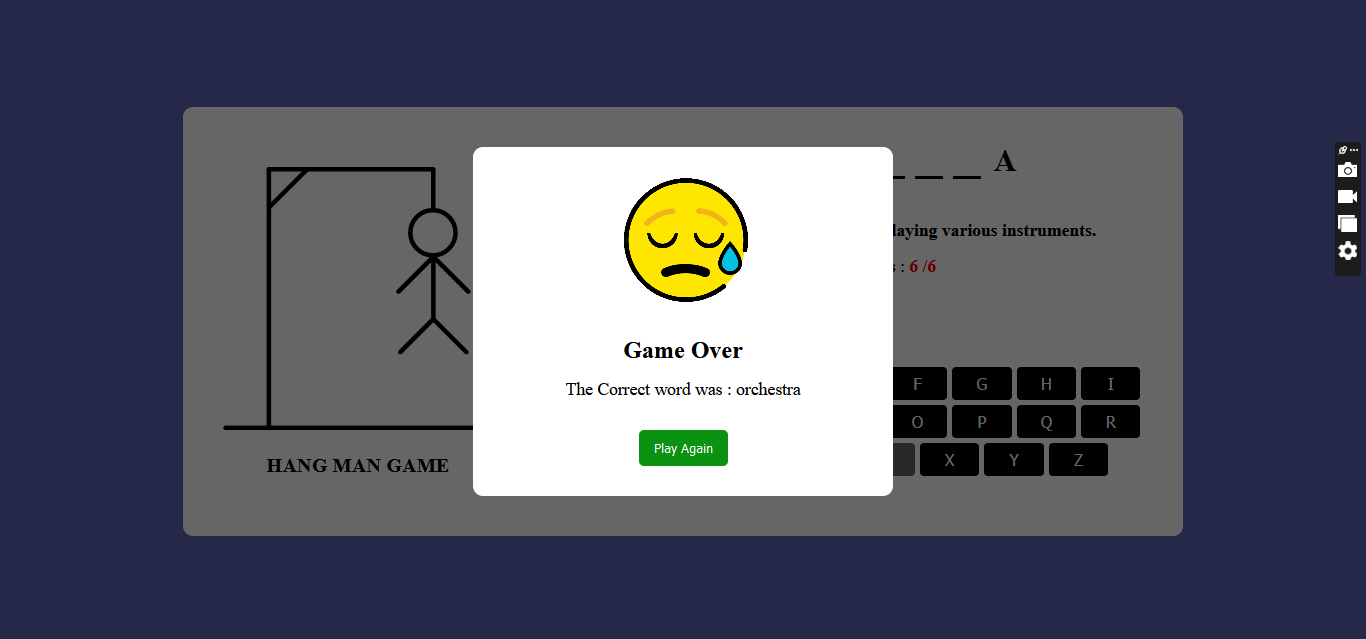 A
laying various instruments.
: 6 /6
Game Over
The Correct word was : orchestra
Play Again
F G H I
O P Q R
X Y Z
HANG MAN GAME